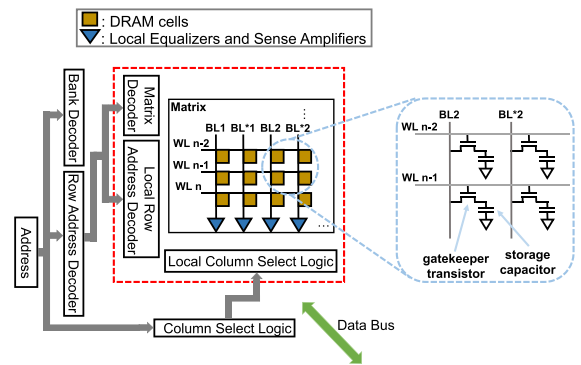 : DRAM cells
: Local Equalizers and Sense Amplifiers
Bank Decoder
Matrix
Decoder
Matrix
BL1 BL*1 BL2 BL*2
WL n-2
WL n-1
WL n
Local Row
Address Decoder
Row Address Decoder
Address
Local Column Select Logic
Column Select Logic
Data Bus
BL2 BL*2
WL n-2
WL n-1
gatekeeper
transistor
storage
capacitor